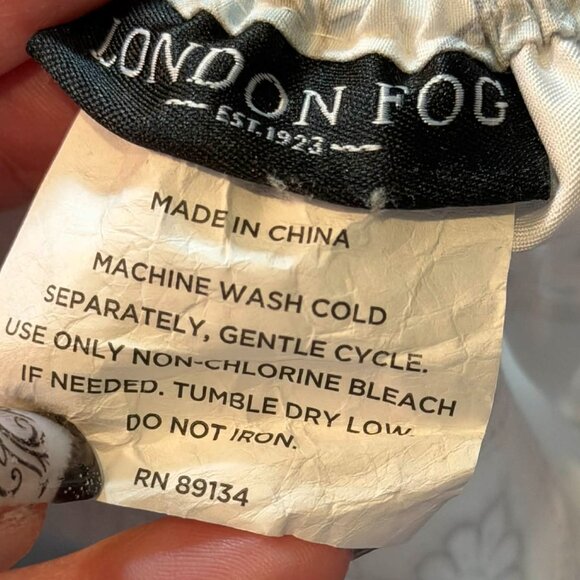 LONDON FOG
EST. 1923
MADE IN CHINA
MACHINE WASH COLD
SEPARATELY, GENTLE CYCLE.
USE ONLY NON-CHLORINE BLEACH
IF NEEDED. TUMBLE DRY LOW.
DO NOT IRON.
RN 89134